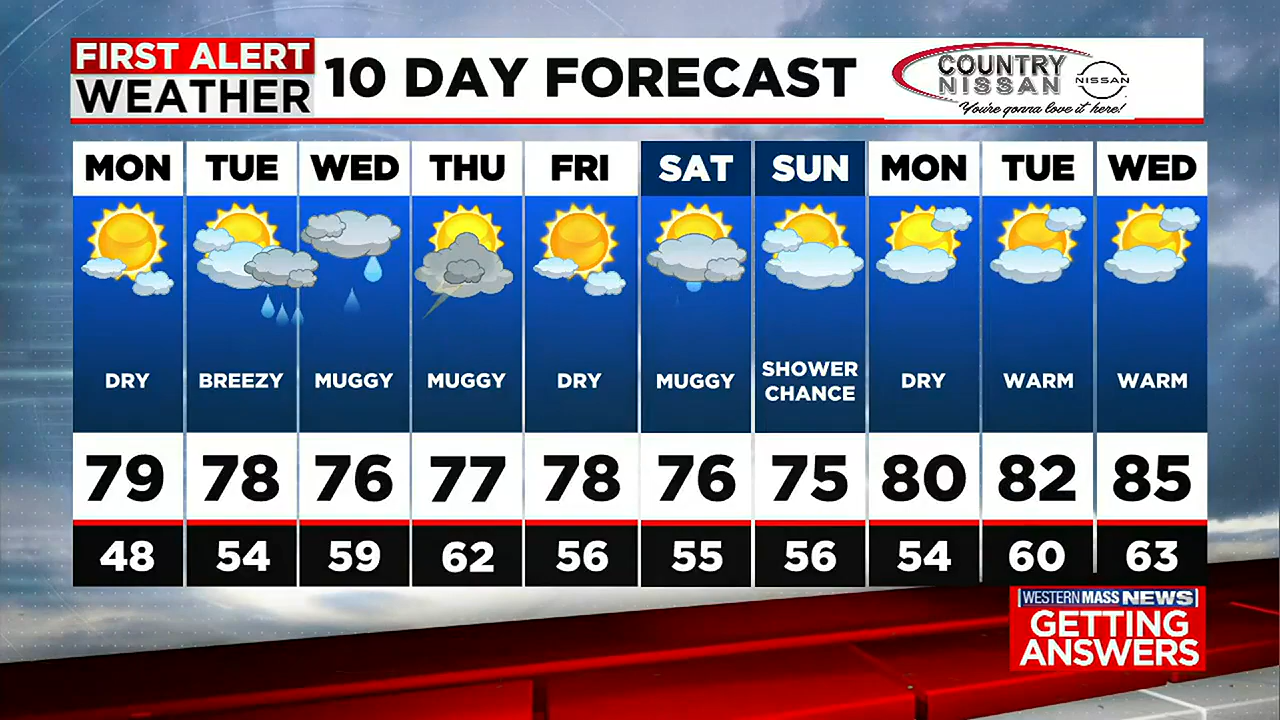 FIRST ALERT
WEATHER
10 DAY FORECAST
COUNTRY
NISSAN
NISSAN
You're gonna love it here!
MON TUE WED THU FRI SAT SUN MON TUE WED
DRY BREEZY MUGGY MUGGY DRY MUGGY SHOWER CHANCE DRY WARM WARM
79 78 76 77 78 76 75 80 82 85
48 54 59 62 56 55 56 54 60 63
WESTERN MASS NEWS
GETTING
ANSWERS